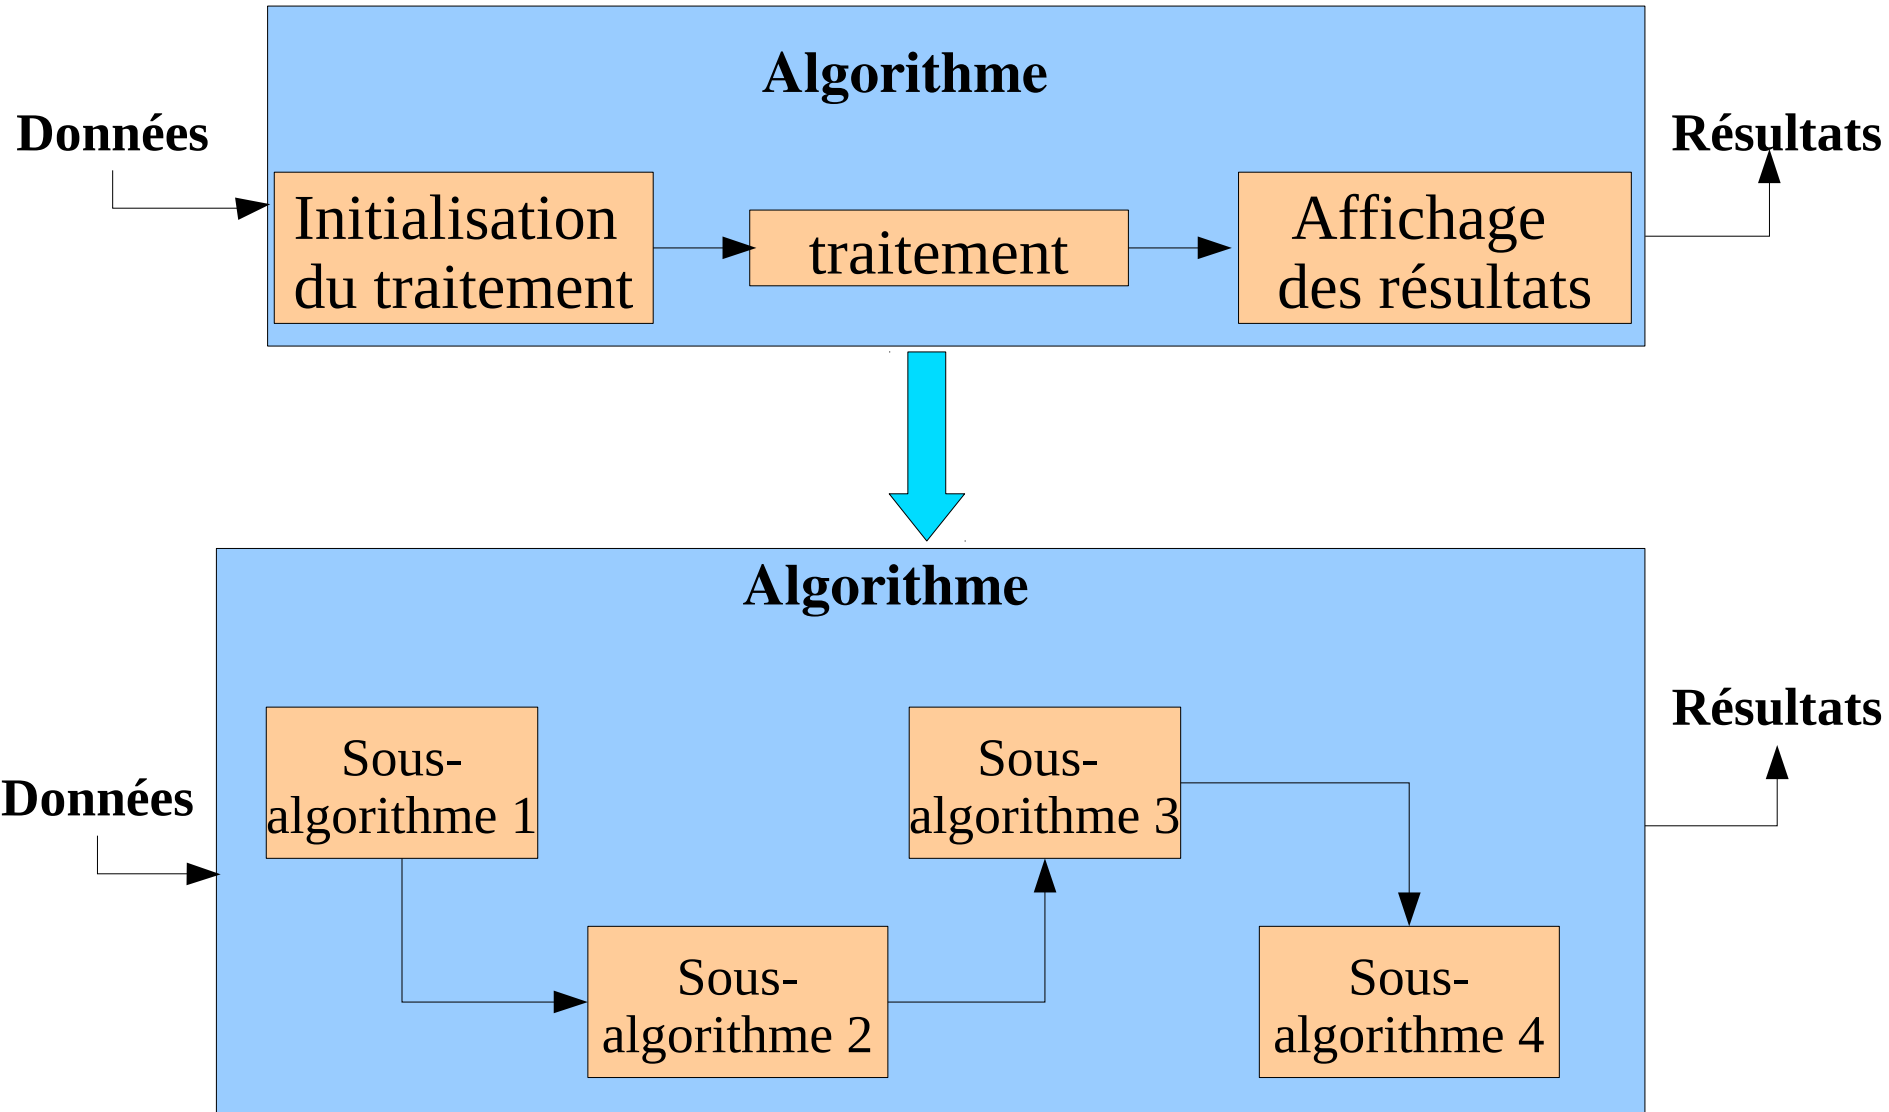 Algorithme
Données
Résultats
Initialisation
du traitement
traitement
Affichage
des résultats
Algorithme
Données
Résultats
Sous-
algorithme 1
Sous-
algorithme 2
Sous-
algorithme 3
Sous-
algorithme 4